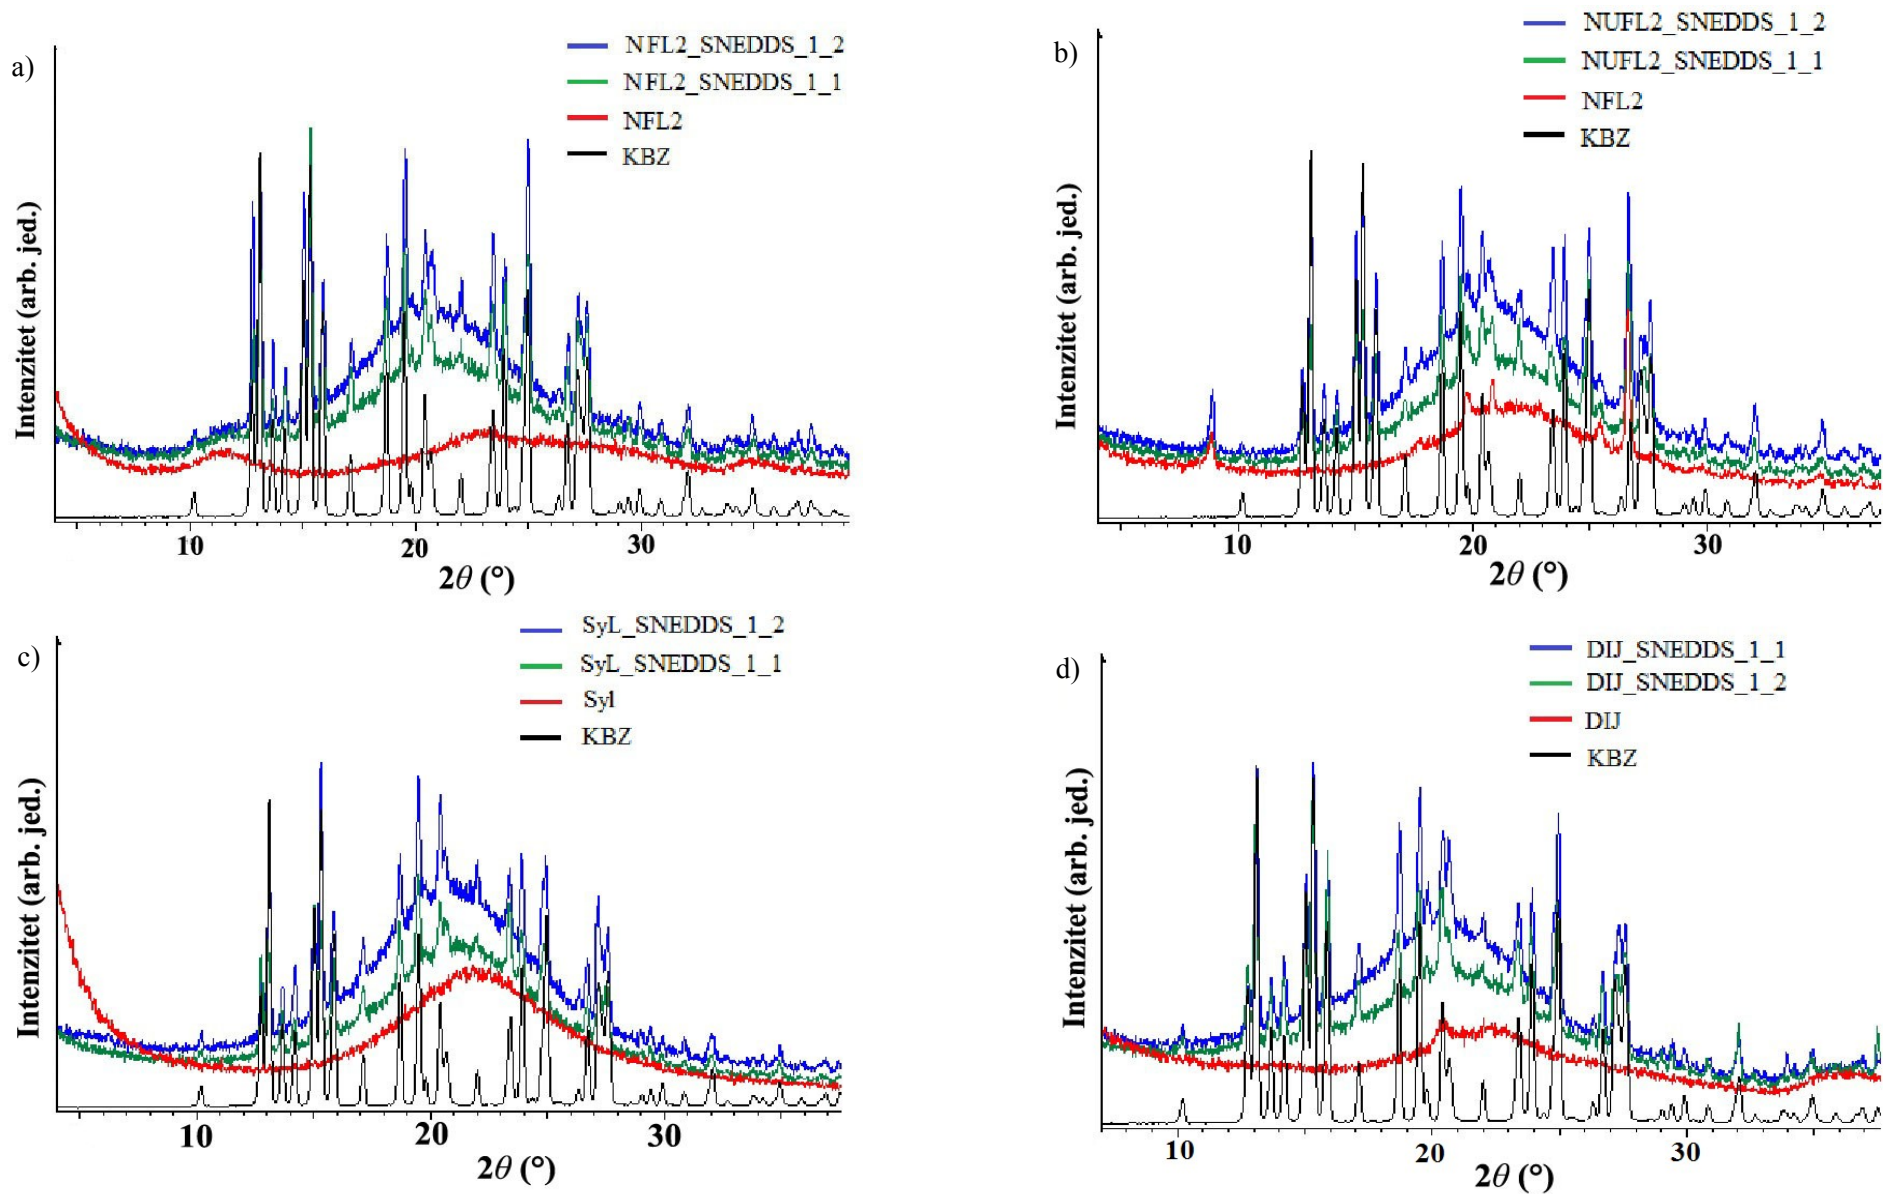 a)
NFL2_SNEDDS_1_2
NFL2_SNEDDS_1_1
NFL2
KBZ
Intenzitet (arb. jed.)
10 20 30
2θ (°)
b)
NUFL2_SNEDDS_1_2
NUFL2_SNEDDS_1_1
NFL2
KBZ
Intenzitet (arb. jed.)
10 20 30
2θ (°)
c)
SyL_SNEDDS_1_2
SyL_SNEDDS_1_1
Syl
KBZ
Intenzitet (arb. jed.)
10 20 30
2θ (°)
d)
DIJ_SNEDDS_1_1
DIJ_SNEDDS_1_2
DIJ
KBZ
Intenzitet (arb. jed.)
10 20 30
2θ (°)